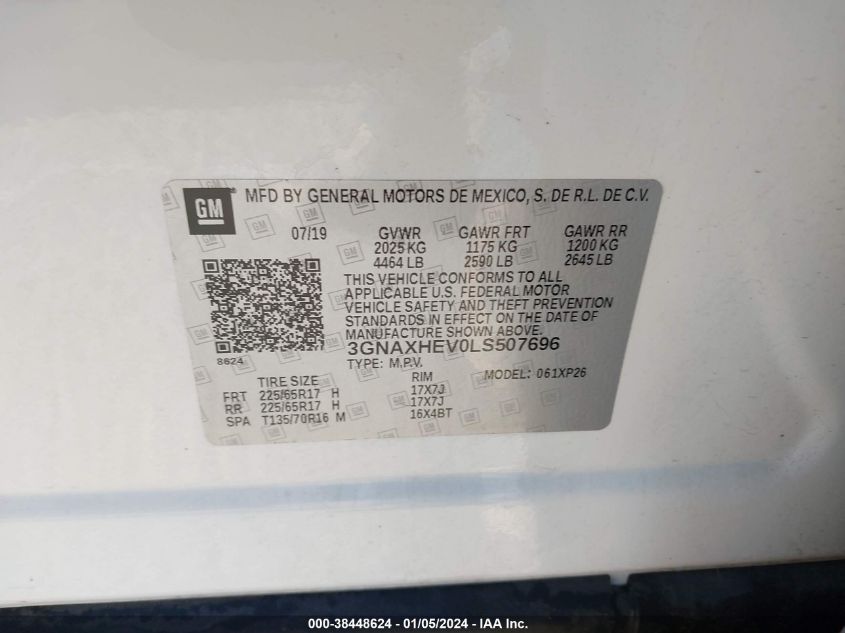 GM MFD BY GENERAL MOTORS DE MEXICO, S. DE R.L. DE C.V.
07/19 GVWR GAWR FRT GAWR RR
2025 KG 1175 KG 1200 KG
4464 LB 2590 LB 2645 LB
THIS VEHICLE CONFORMS TO ALL
APPLICABLE U.S. FEDERAL MOTOR
VEHICLE SAFETY AND THEFT PREVENTION
STANDARDS IN EFFECT ON THE DATE OF
MANUFACTURE SHOWN ABOVE.
3GNAXHEV0LS507696
8624
TYPE: M.P.V. MODEL: 061XP26
TIRE SIZE RIM
FRT 225/65R17 H 17X7J
RR 225/65R17 H 17X7J
SPA T135/70R16 M 16X4BT
000-38448624 - 01/05/2024 - IAA Inc.